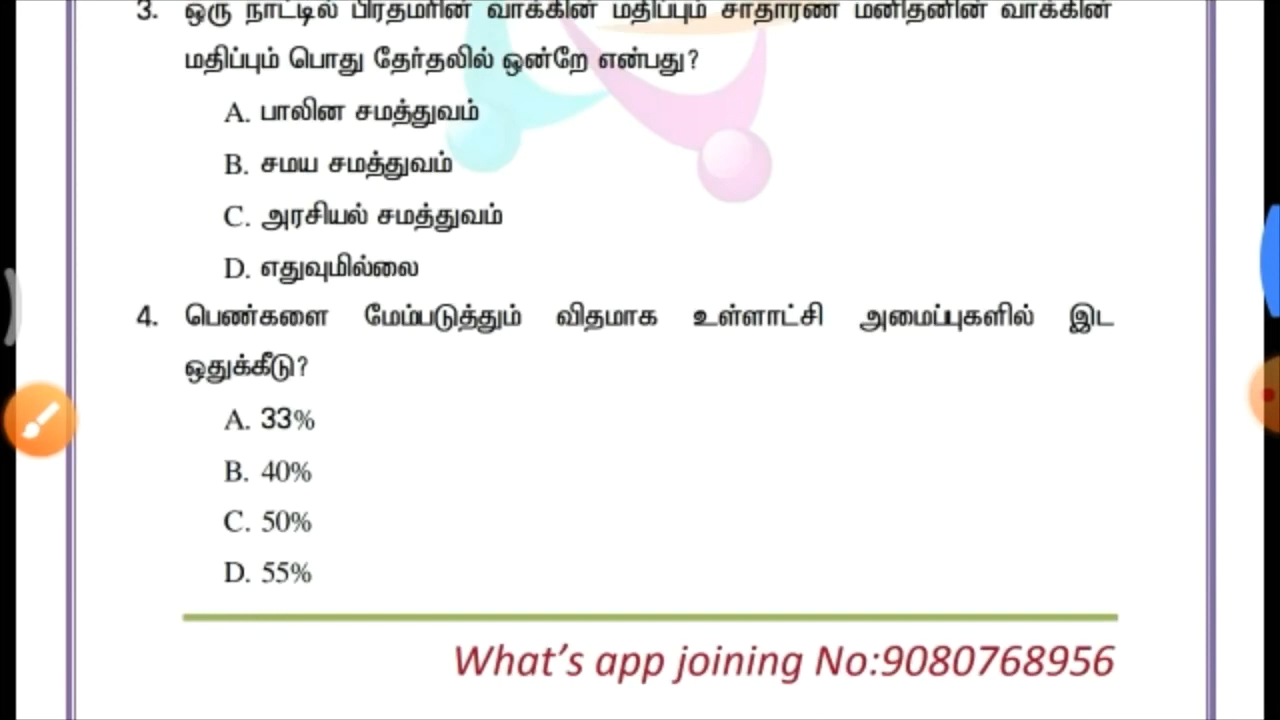 3. ஒரு நாட்டில் பிரதமரின் வாக்கின் மதிப்பும் சாதாரண மனிதனின் வாக்கின்
மதிப்பும் பொது தேர்தலில் ஒன்றே என்பது?
A. பாலின சமத்துவம்
B. சமய சமத்துவம்
C. அரசியல் சமத்துவம்
D. எதுவுமில்லை
4. பெண்களை மேம்படுத்தும் விதமாக உள்ளாட்சி அமைப்புகளில் இட
ஒதுக்கீடு?
A. 33%
B. 40%
C. 50%
D. 55%
What's app joining No:9080768956